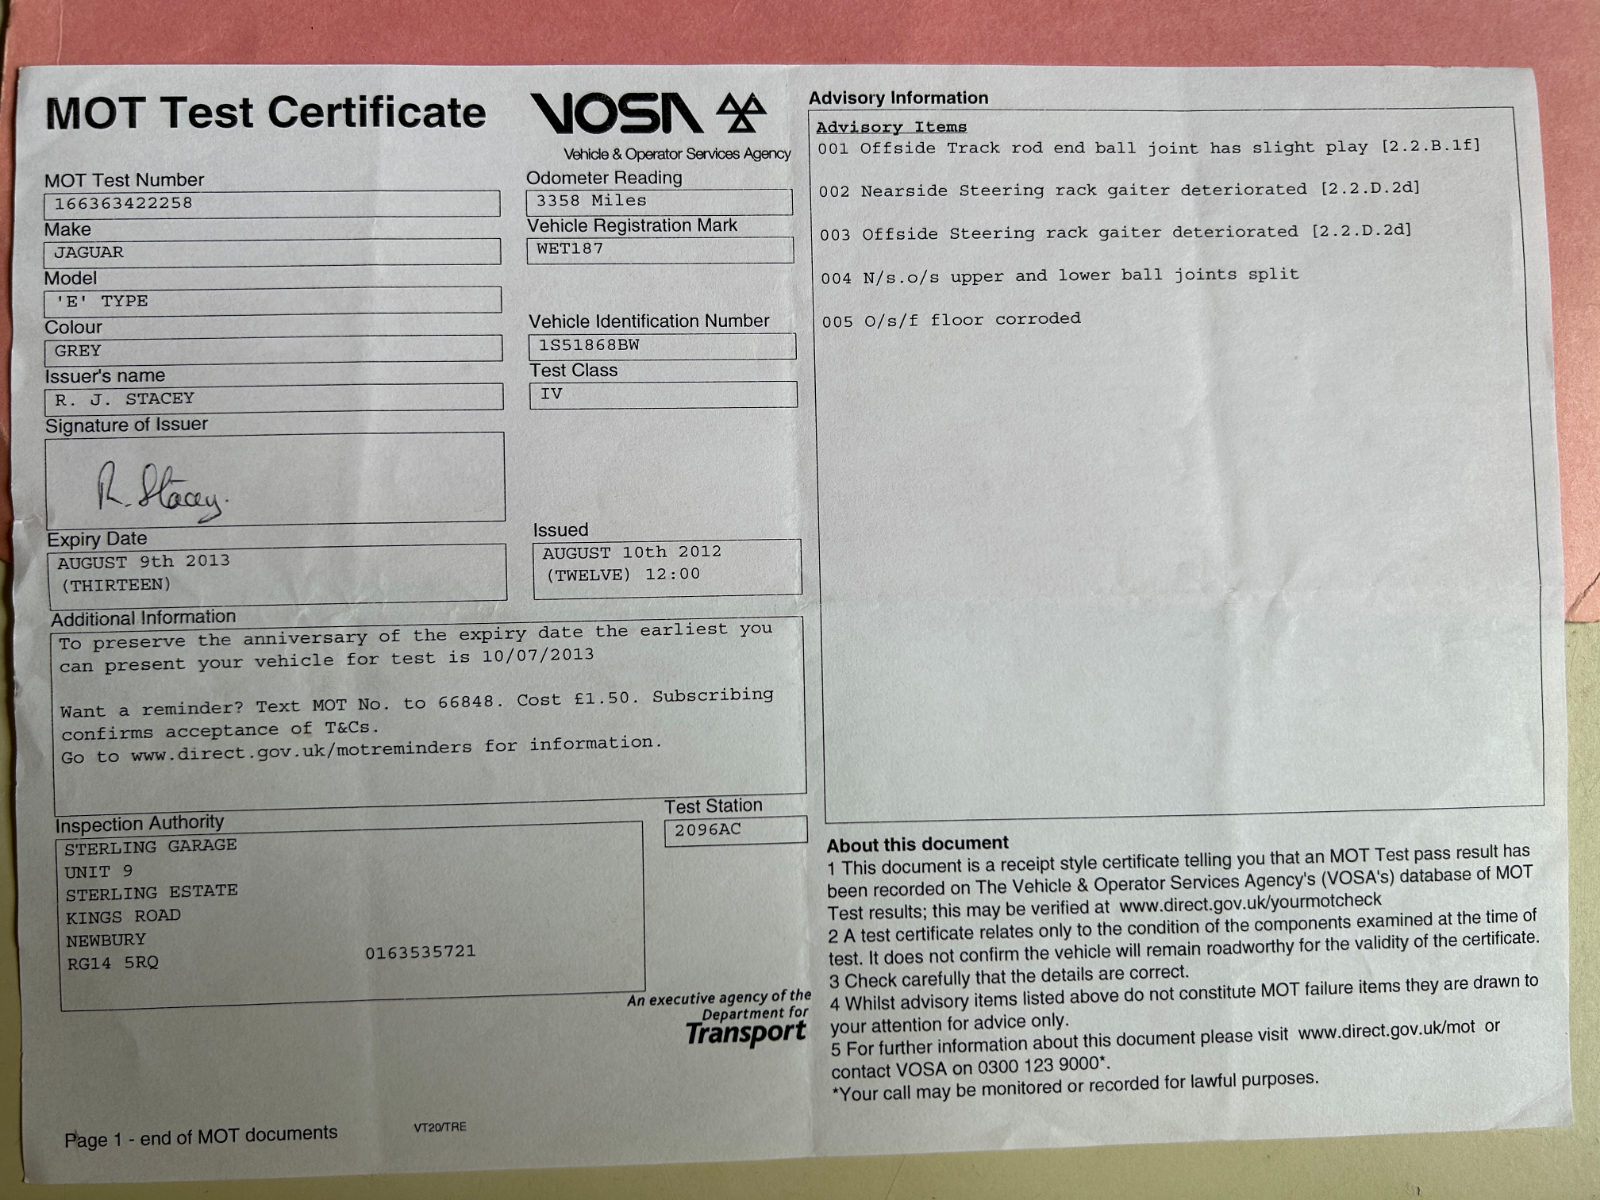 MOT Test Certificate
VOSA
Vehicle & Operator Services Agency
MOT Test Number
166363422258
Make
JAGUAR
Model
'E' TYPE
Colour
GREY
Issuer's name
R. J. STACEY
Signature of Issuer
R. Stacey.
Expiry Date
AUGUST 9th 2013
(THIRTEEN)
Odometer Reading
3358 Miles
Vehicle Registration Mark
WET187
Vehicle Identification Number
1S51868BW
Test Class
IV
Issued
AUGUST 10th 2012
(TWELVE) 12:00
Additional Information
To preserve the anniversary of the expiry date the earliest you
can present your vehicle for test is 10/07/2013
Want a reminder? Text MOT No. to 66848. Cost £1.50. Subscribing
confirms acceptance of T&Cs.
Go to www.direct.gov.uk/motreminders for information.
Inspection Authority
STERLING GARAGE
UNIT 9
STERLING ESTATE
KINGS ROAD
NEWBURY
RG14 5RQ
0163535721
Test Station
2096AC
An executive agency of the
Department for
Transport
Page 1 - end of MOT documents
VT20/TRE
Advisory Information
Advisory Items
001 Offside Track rod end ball joint has slight play [2.2.B.1f]
002 Nearside Steering rack gaiter deteriorated [2.2.D.2d]
003 Offside Steering rack gaiter deteriorated [2.2.D.2d]
004 N/s.o/s upper and lower ball joints split
005 O/s/f floor corroded
About this document
1 This document is a receipt style certificate telling you that an MOT Test pass result has
been recorded on The Vehicle & Operator Services Agency's (VOSA's) database of MOT
Test results; this may be verified at www.direct.gov.uk/yourmotcheck
2 A test certificate relates only to the condition of the components examined at the time of
test. It does not confirm the vehicle will remain roadworthy for the validity of the certificate.
3 Check carefully that the details are correct.
4 Whilst advisory items listed above do not constitute MOT failure items they are drawn to
your attention for advice only.
5 For further information about this document please visit www.direct.gov.uk/mot or
contact VOSA on 0300 123 9000*.
*Your call may be monitored or recorded for lawful purposes.